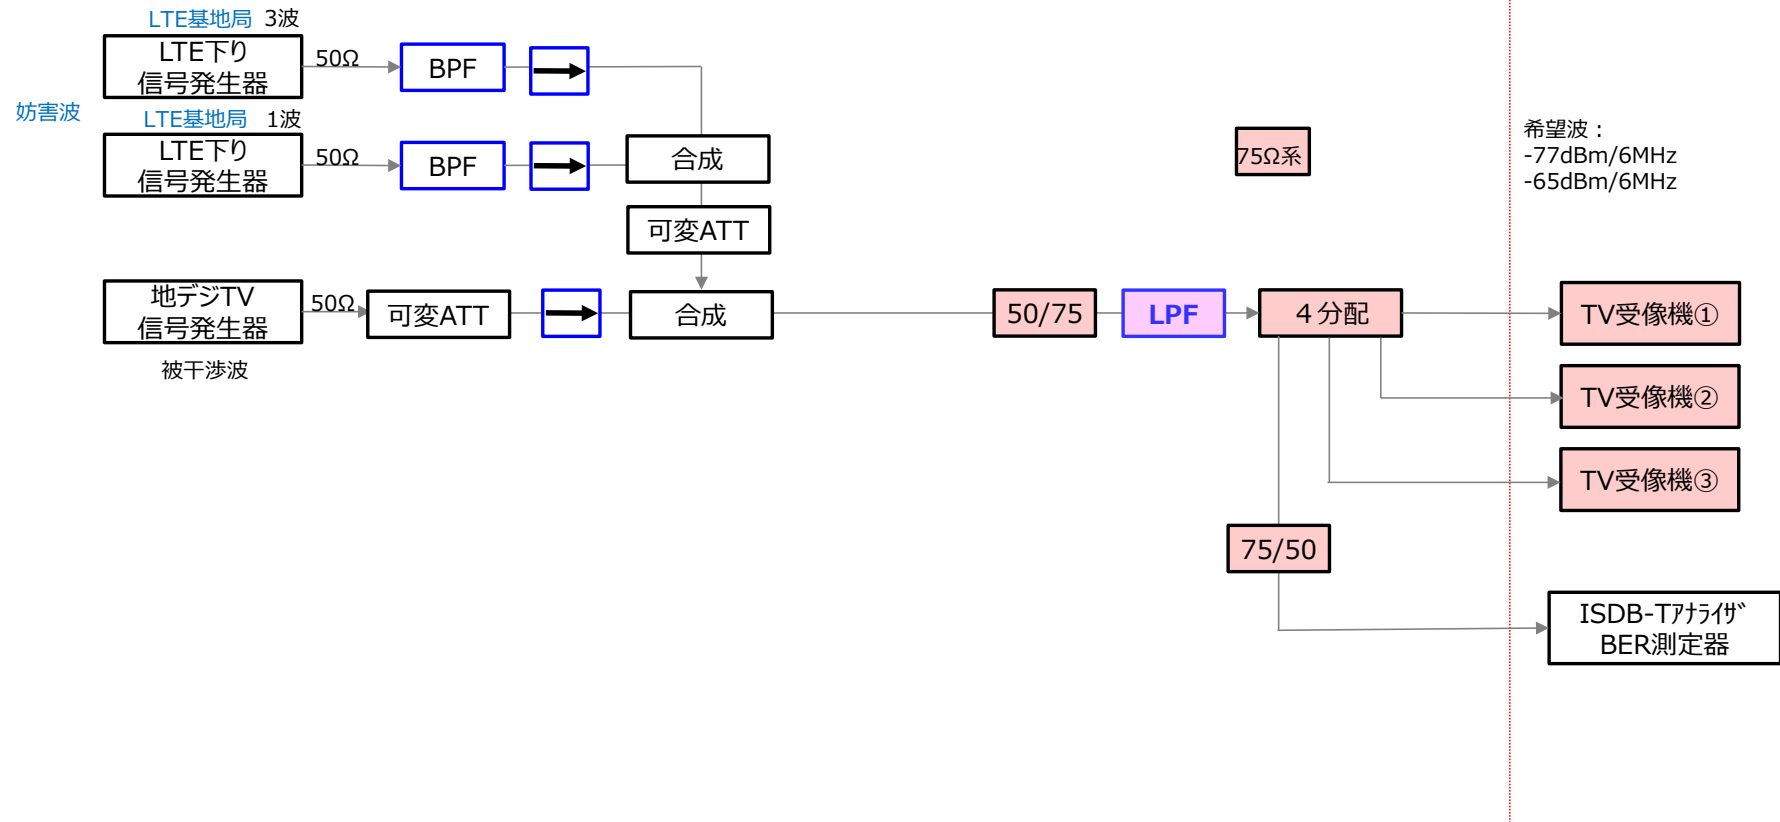 LTE基地局 3波
LTE下り
信号発生器
50Ω
BPF
妨害波
LTE基地局 1波
LTE下り
信号発生器
50Ω
BPF
合成
可変ATT
75Ω系
希望波：
-77dBm/6MHz
-65dBm/6MHz
地デジTV
信号発生器
50Ω
可変ATT
合成
50/75
LPF
４分配
TV受像機①
被干渉波
TV受像機②
TV受像機③
75/50
ISDB-Tｱﾅﾗｲｻﾞ
BER測定器